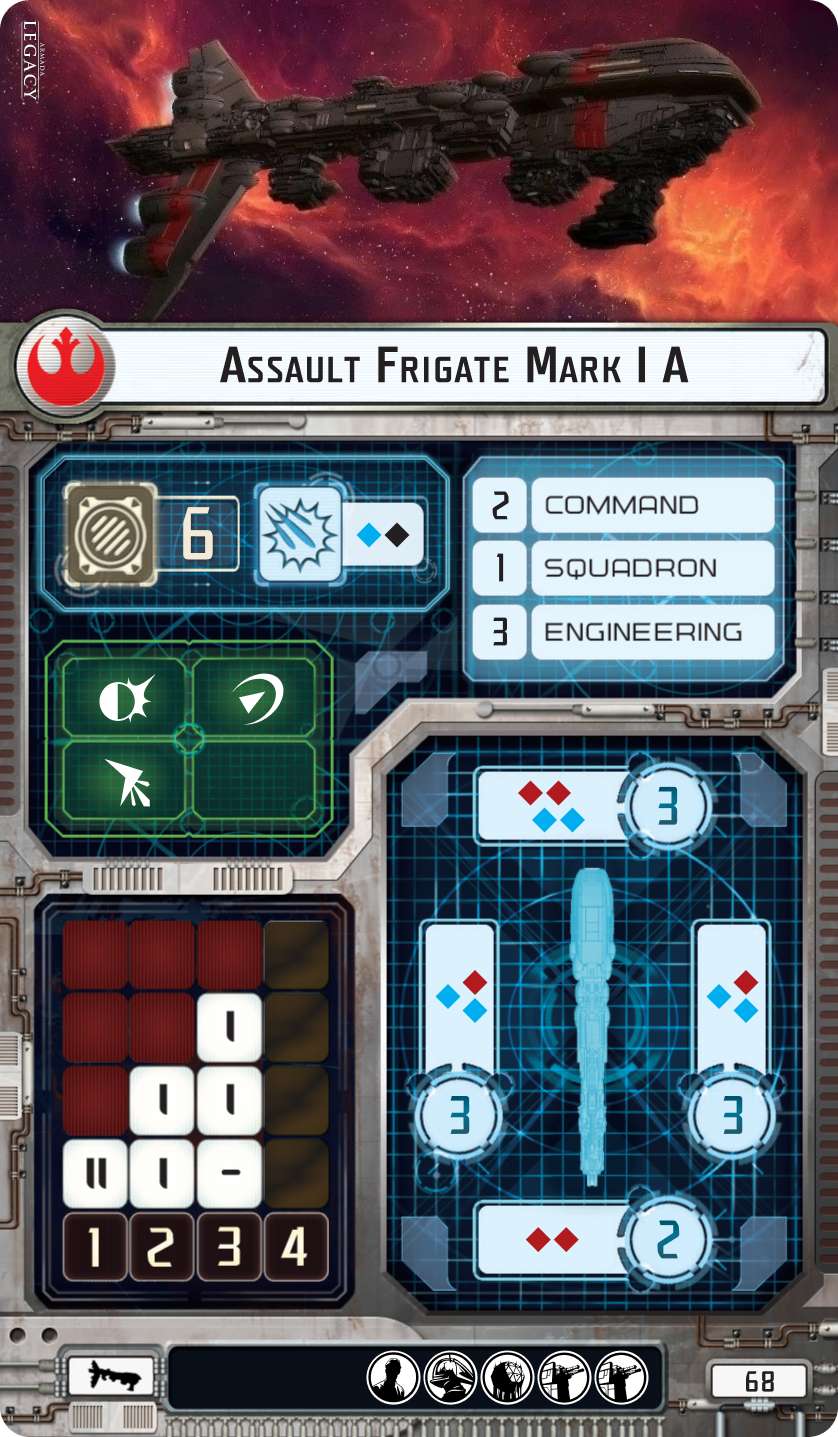 ARMADA
LEGACY
ASSAULT FRIGATE MARK I A
6
2 COMMAND
1 SQUADRON
3 ENGINEERING
3
3 3
2
I
I I
II I -
1 2 3 4
68